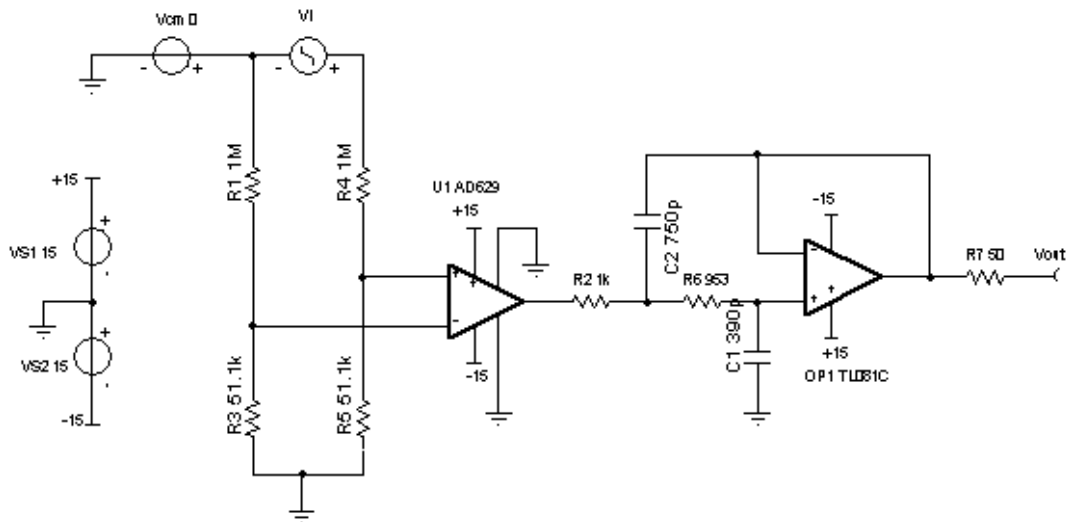 Vcm 0
VI
- +
- +
R1 1M
R4 1M
+15
VS1 15
+
-
VS2 15
+
-
-15
U1 AD629
+15
+
+
-
-15
R3 51.1k
R5 51.1k
R2 1k
C2 750p
R6 953
C1 390p
-15
-
+
+
+15
OP1 TL081C
R7 50
Vout